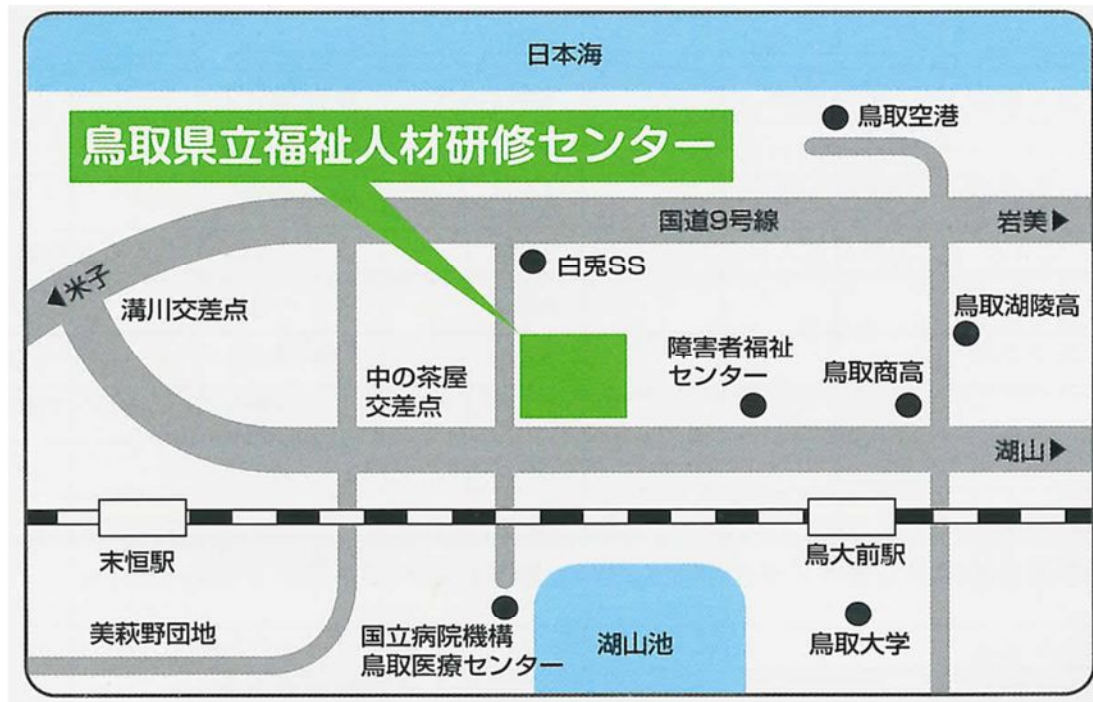 日本海
鳥取空港
鳥取県立福祉人材研修センター
国道9号線
岩美▶
白兎SS
◀米子
溝川交差点
鳥取湖陵高
障害者福祉
センター
鳥取商高
中の茶屋
交差点
湖山▶
末恒駅
鳥大前駅
美萩野団地
国立病院機構
鳥取医療センター
湖山池
鳥取大学